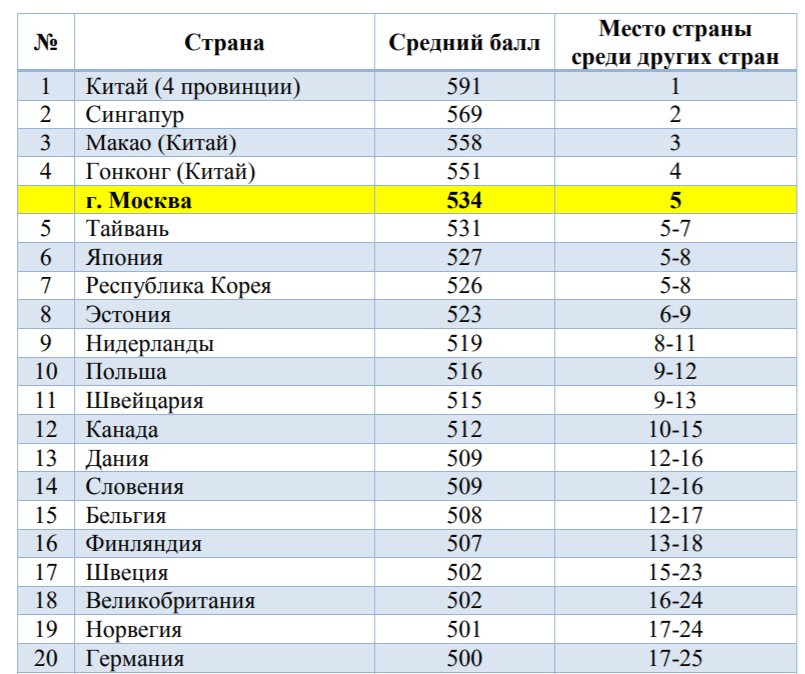 № Страна Средний балл Место страны среди других стран
1 Китай (4 провинции) 591 1
2 Сингапур 569 2
3 Макао (Китай) 558 3
4 Гонконг (Китай) 551 4
г. Москва 534 5
5 Тайвань 531 5-7
6 Япония 527 5-8
7 Республика Корея 526 5-8
8 Эстония 523 6-9
9 Нидерланды 519 8-11
10 Польша 516 9-12
11 Швейцария 515 9-13
12 Канада 512 10-15
13 Дания 509 12-16
14 Словения 509 12-16
15 Бельгия 508 12-17
16 Финляндия 507 13-18
17 Швеция 502 15-23
18 Великобритания 502 16-24
19 Норвегия 501 17-24
20 Германия 500 17-25